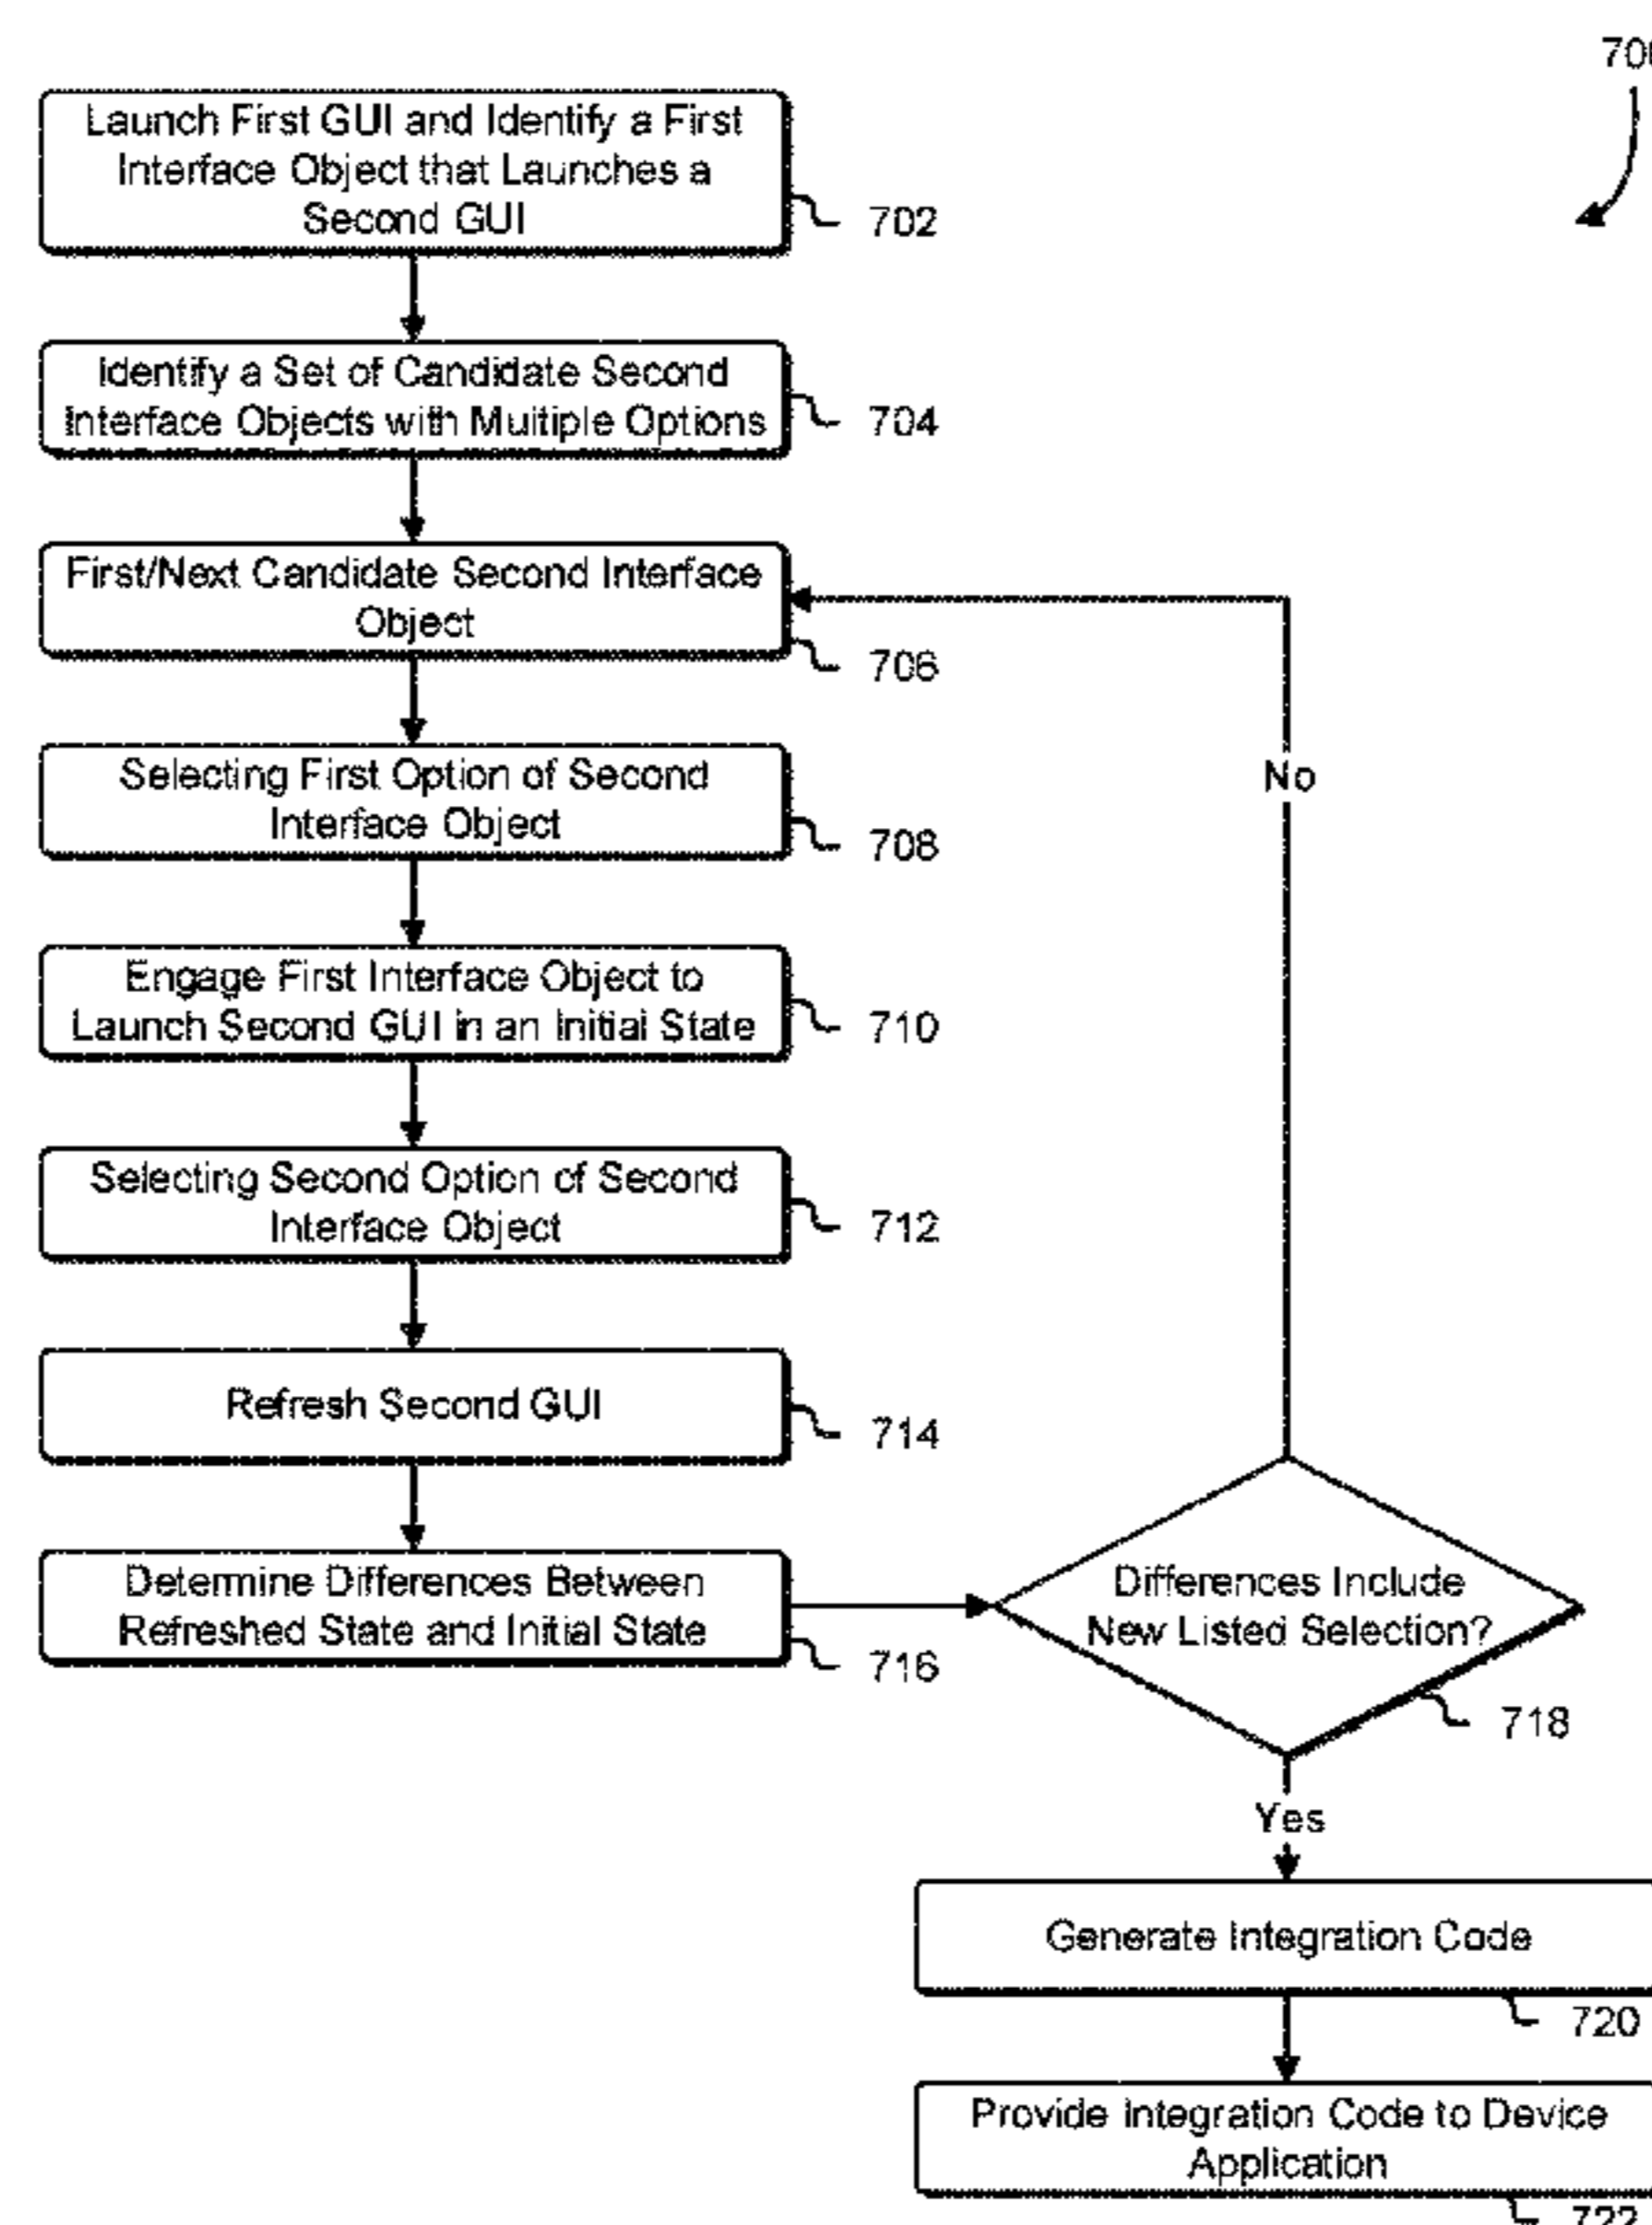 700
Launch First GUI and Identify a First
Interface Object that Launches a
Second GUI
702
Identify a Set of Candidate Second
Interface Objects with Multiple Options
704
First/Next Candidate Second Interface
Object
706
Selecting First Option of Second
Interface Object
708
No
Engage First Interface Object to
Launch Second GUI in an Initial State
710
Selecting Second Option of Second
Interface Object
712
Refresh Second GUI
714
Determine Differences Between
Refreshed State and Initial State
716
Differences Include
New Listed Selection?
718
Yes
Generate Integration Code
720
Provide Integration Code to Device
Application
722